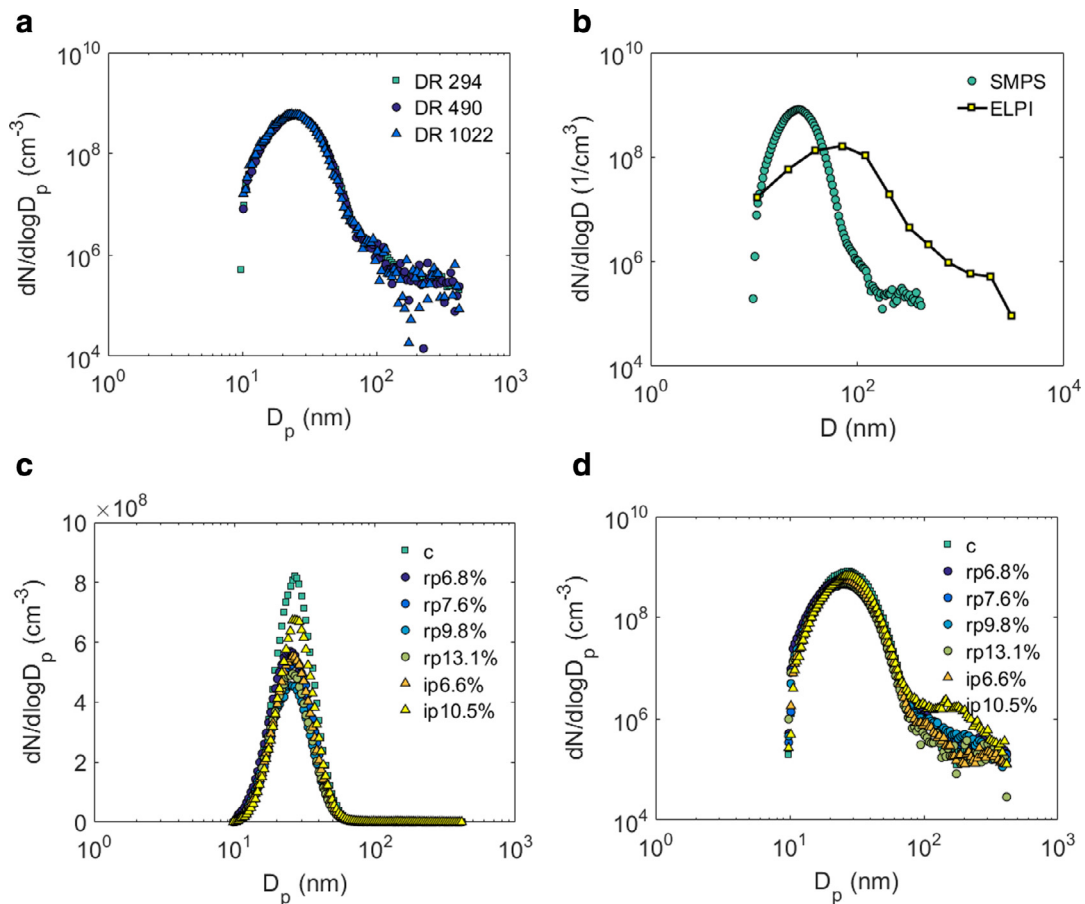 a
10^10
10^8
10^6
10^4
dN/dlogD_p (cm^-3)
DR 294
DR 490
DR 1022
10^0
10^1
10^2
10^3
D_p (nm)
b
10^10
10^8
10^6
10^4
dN/dlogD (1/cm^3)
SMPS
ELPI
10^0
10^2
10^4
D (nm)
c
×10^8
10
8
6
4
2
0
dN/dlogD_p (cm^-3)
c
rp6.8%
rp7.6%
rp9.8%
rp13.1%
ip6.6%
ip10.5%
10^0
10^1
10^2
10^3
D_p (nm)
d
10^10
10^8
10^6
10^4
dN/dlogD_p (cm^-3)
c
rp6.8%
rp7.6%
rp9.8%
rp13.1%
ip6.6%
ip10.5%
10^0
10^1
10^2
10^3
D_p (nm)